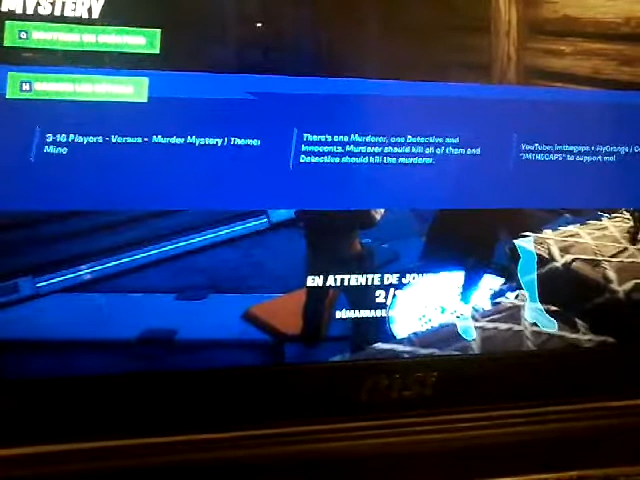 MYSTERY
3-16 Players - Versus - Murder Mystery / Theme:
Mine
There's one Murderer, one Detective and
Innocents. Murderer should kill all of them and
Detective should kill the murderer.
YouTube: imthegaps +
"IMTHEGAPS" to support me!
EN ATTENTE DE
2/
DÉMARRAGE
msi